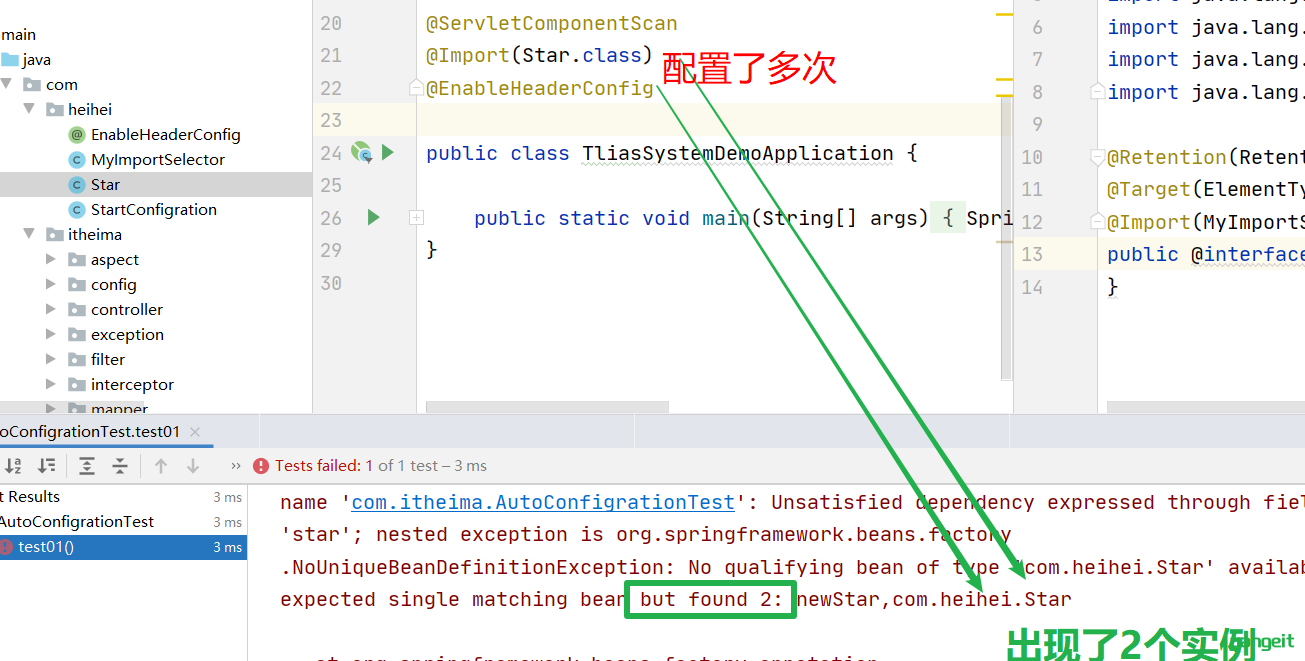 main
java
com
heihei
EnableHeaderConfig
MyImportSelector
Star
StartConfigration
itheima
aspect
config
controller
exception
filter
interceptor
mapper
20 @ServletComponentScan
21 @Import(Star.class)
22 @EnableHeaderConfig
配置了多次
23
24 public class TliasSystemDemoApplication {
25
26 public static void main(String[] args) { Spri
29 }
30
import java.lang.
6 import java.lang.
7 import java.lang.
8 import java.lang.
9
10 @Retention(Retent
11 @Target(ElementTy
12 @Import(MyImportS
13 public @interface
14 }
oConfigrationTest.test01
Tests failed: 1 of 1 test – 3 ms
t Results 3 ms
AutoConfigrationTest 3 ms
test01() 3 ms
name 'com.itheima.AutoConfigrationTest': Unsatisfied dependency expressed through fiel
'star'; nested exception is org.springframework.beans.factory
.NoUniqueBeanDefinitionException: No qualifying bean of type 'com.heihei.Star' availab
expected single matching bean but found 2: newStar,com.heihei.Star
出现了2个实例
at org.springframework.beans.factory.annotation